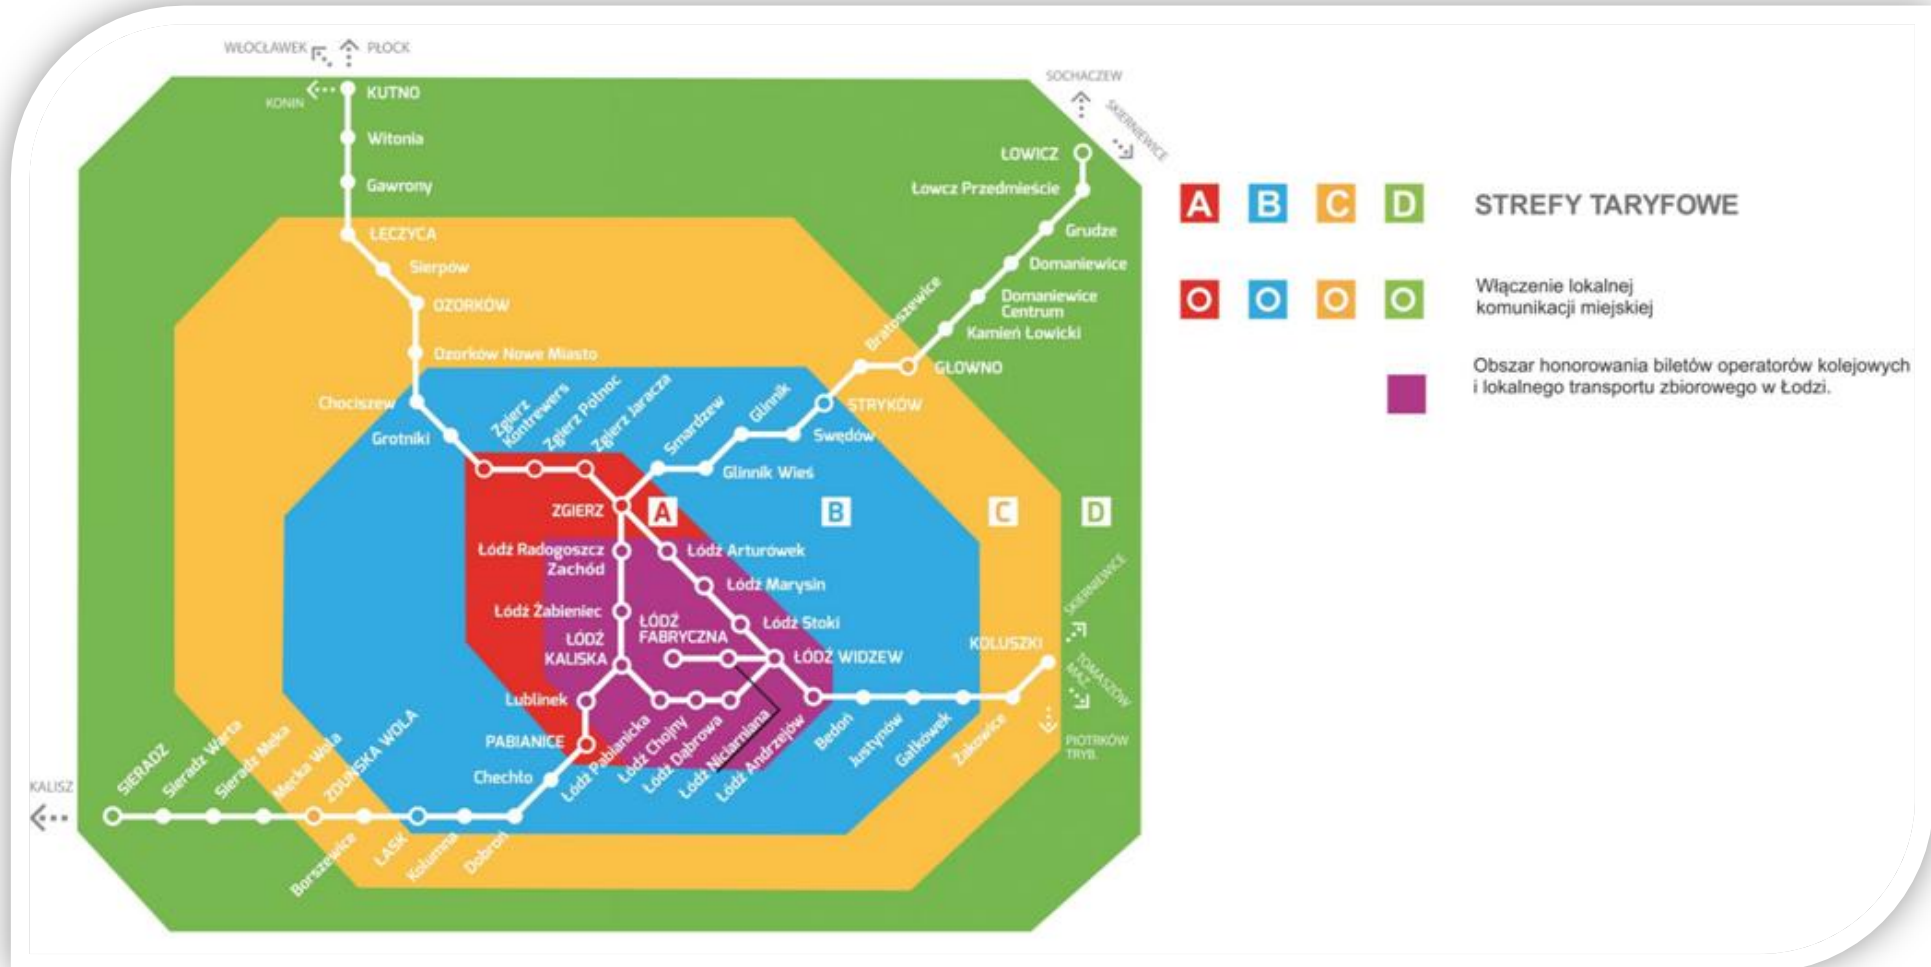 WŁOCŁAWEK
PŁOCK
KONIN
KUTNO
Witonia
Gawrony
ŁĘCZYCA
Sierpów
OZORKÓW
Ozorków Nowe Miasto
Chociszew
Grotniki
Zgierz
Kontrewers
Zgierz Północ
Zgierz Jaracza
ZGIERZ
SOCHACZEW
SKIERNIEWICE
ŁOWICZ
Łowcz Przedmieście
Grudze
Domaniewice
Domaniewice
Centrum
Kamień Łowicki
Bratoszewice
GŁOWNO
STRYKÓW
Swędów
Glinnik
Smardzew
Glinnik Wieś
A
B
C
D
Łódź Radogoszcz
Zachód
Łódź Arturówek
Łódź Marysin
Łódź Żabieniec
ŁÓDŹ
FABRYCZNA
Łódź Stoki
ŁÓDŹ
KALISKA
ŁÓDŹ WIDZEW
Lublinek
PABIANICE
Chechło
Łódź Pabianicka
Łódź Chojny
Łódź Dąbrowa
Łódź Niciarniana
Łódź Andrzejów
Bedoń
Justynów
Gałkówek
Żakowice
KOLUSZKI
SKIERNIEWICE
TOMASZÓW
MAZ.
PIOTRKÓW
TRYB.
KALISZ
SIERADZ
Sieradz Warta
Sieradz Męka
Męcka Wola
ZDUŃSKA WOLA
Borszewice
ŁASK
Kolumna
Dobroń
A B C D STREFY TARYFOWE
Włączenie lokalnej
komunikacji miejskiej
Obszar honorowania biletów operatorów kolejowych
i lokalnego transportu zbiorowego w Łodzi.